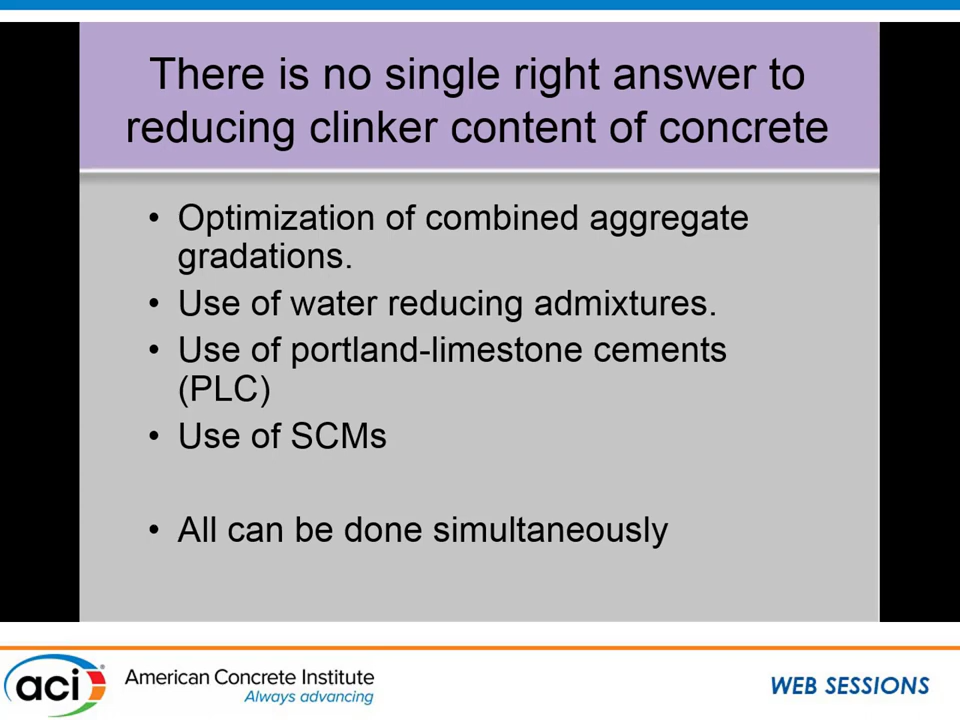 There is no single right answer to
reducing clinker content of concrete
• Optimization of combined aggregate
gradations.
• Use of water reducing admixtures.
• Use of portland-limestone cements
(PLC)
• Use of SCMs
• All can be done simultaneously
aci
American Concrete Institute
Always advancing
WEB SESSIONS